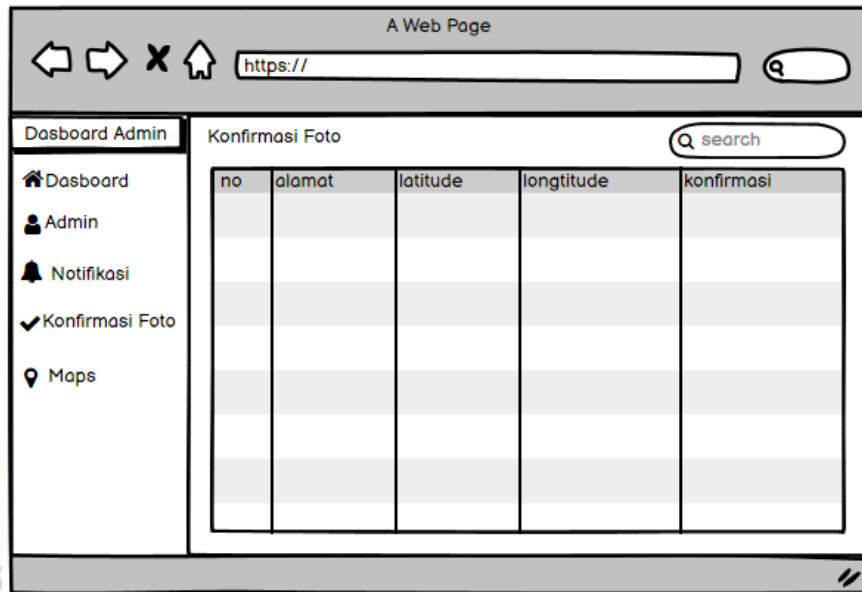 A Web Page
https://
Dasboard Admin
Konfirmasi Foto
search
Dasboard
Admin
Notifikasi
Konfirmasi Foto
Maps
no alamat latitude longtitude konfirmasi